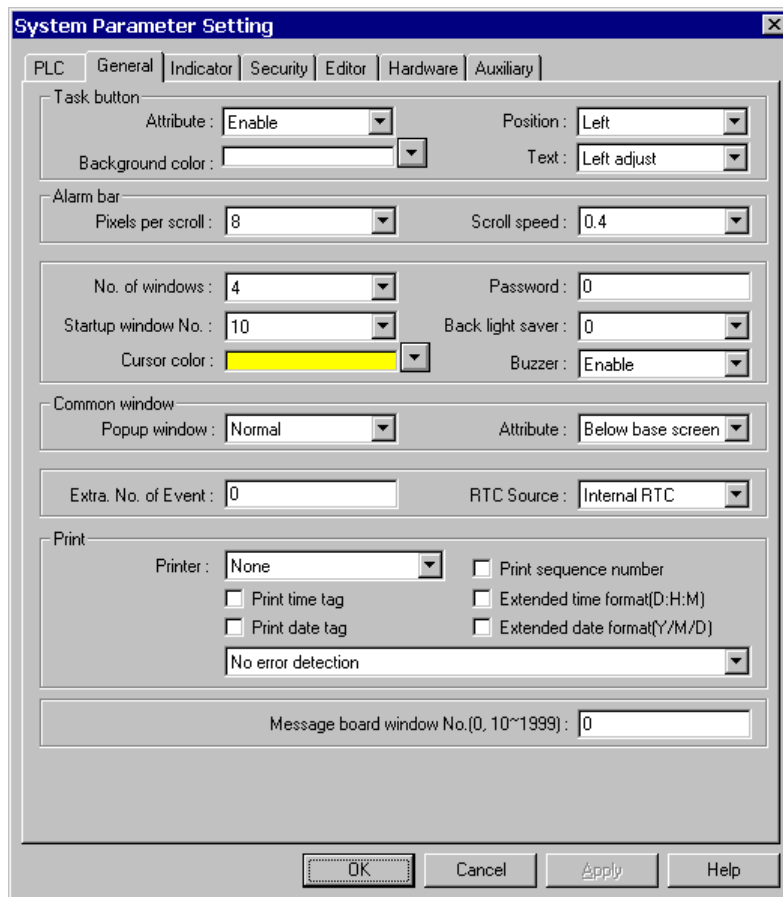 System Parameter Setting
PLC General Indicator Security Editor Hardware Auxiliary
Task button
Attribute : Enable Position : Left
Background color : Text : Left adjust
Alarm bar
Pixels per scroll : 8 Scroll speed : 0.4
No. of windows : 4 Password : 0
Startup window No. : 10 Back light saver : 0
Cursor color : Buzzer : Enable
Common window
Popup window : Normal Attribute : Below base screen
Extra. No. of Event : 0 RTC Source : Internal RTC
Print
Printer : None Print sequence number
Print time tag Extended time format(D:H:M)
Print date tag Extended date format(Y/M/D)
No error detection
Message board window No.(0, 10~1999) : 0
OK Cancel Apply Help